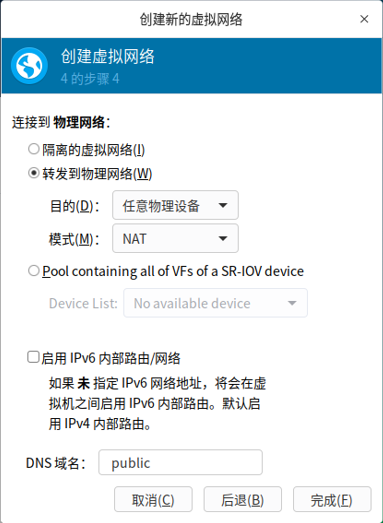 创建新的虚拟网络
创建虚拟网络
4 的步骤 4
连接到 物理网络：
隔离的虚拟网络(I)
转发到物理网络(W)
目的(D)： 任意物理设备
模式(M)： NAT
Pool containing all of VFs of a SR-IOV device
Device List: No available device
启用 IPv6 内部路由/网络
如果 未 指定 IPv6 网络地址，将会在虚
拟机之间启用 IPv6 内部路由。默认启
用 IPv4 内部路由。
DNS 域名： public
取消(C) 后退(B) 完成(F)